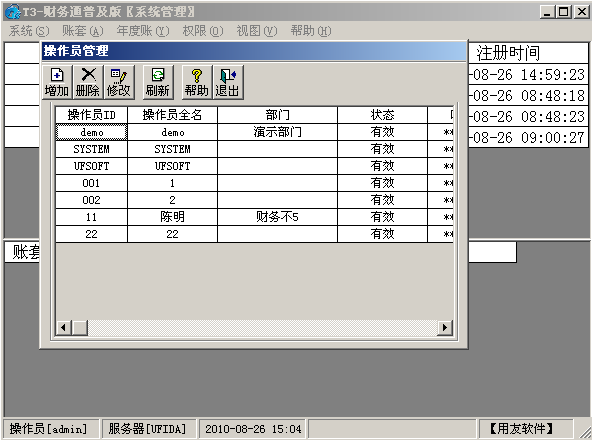 T3-财务通普及版〖系统管理〗
系统(S) 账套(A) 年度账(Y) 权限(O) 视图(V) 帮助(H)
操作员管理
注册时间
增加 删除 修改 刷新 帮助 退出
-08-26 14:59:23
-08-26 08:48:18
-08-26 08:48:23
-08-26 09:00:27
操作员ID 操作员全名 部门 状态
demo demo 演示部门 有效 **
SYSTEM SYSTEM 有效 **
UFSOFT UFSOFT 有效 **
001 1 有效 **
002 2 有效 **
11 陈明 财务不5 有效 **
22 22 有效 **
账套
操作员[admin] 服务器[UFIDA] 2010-08-26 15:04 【用友软件】